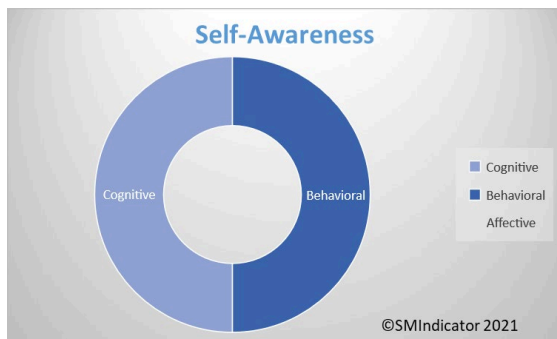 Self-Awareness
Cognitive
Behavioral
Cognitive
Behavioral
Affective
©SMIndicator 2021